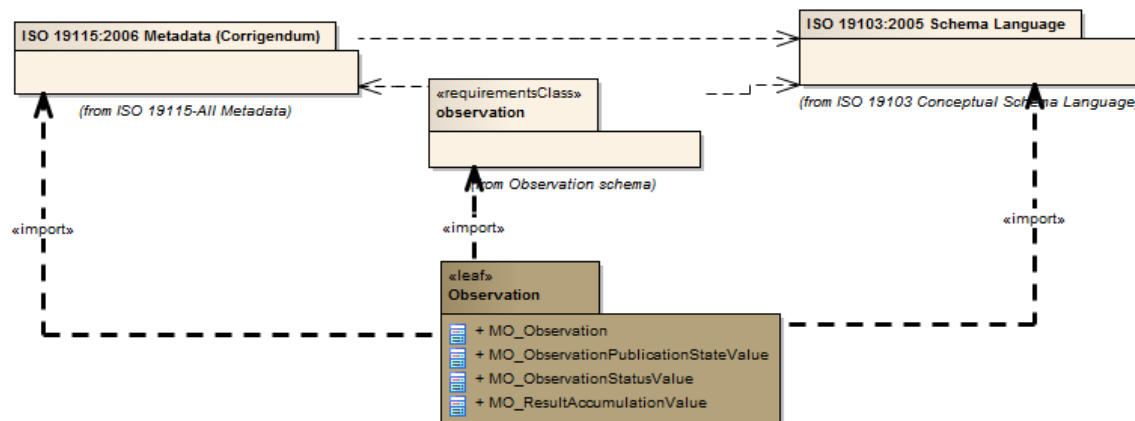 ISO 19115:2006 Metadata (Corrigendum)
ISO 19103:2005 Schema Language
(from ISO 19115-All Metadata)
(from ISO 19103 Conceptual Schema Language)
«requirementsClass»
observation
(from Observation schema)
«import»
«import»
«import»
«leaf»
Observation
+ MO_Observation
+ MO_ObservationPublicationStateValue
+ MO_ObservationStatusValue
+ MO_ResultAccumulationValue